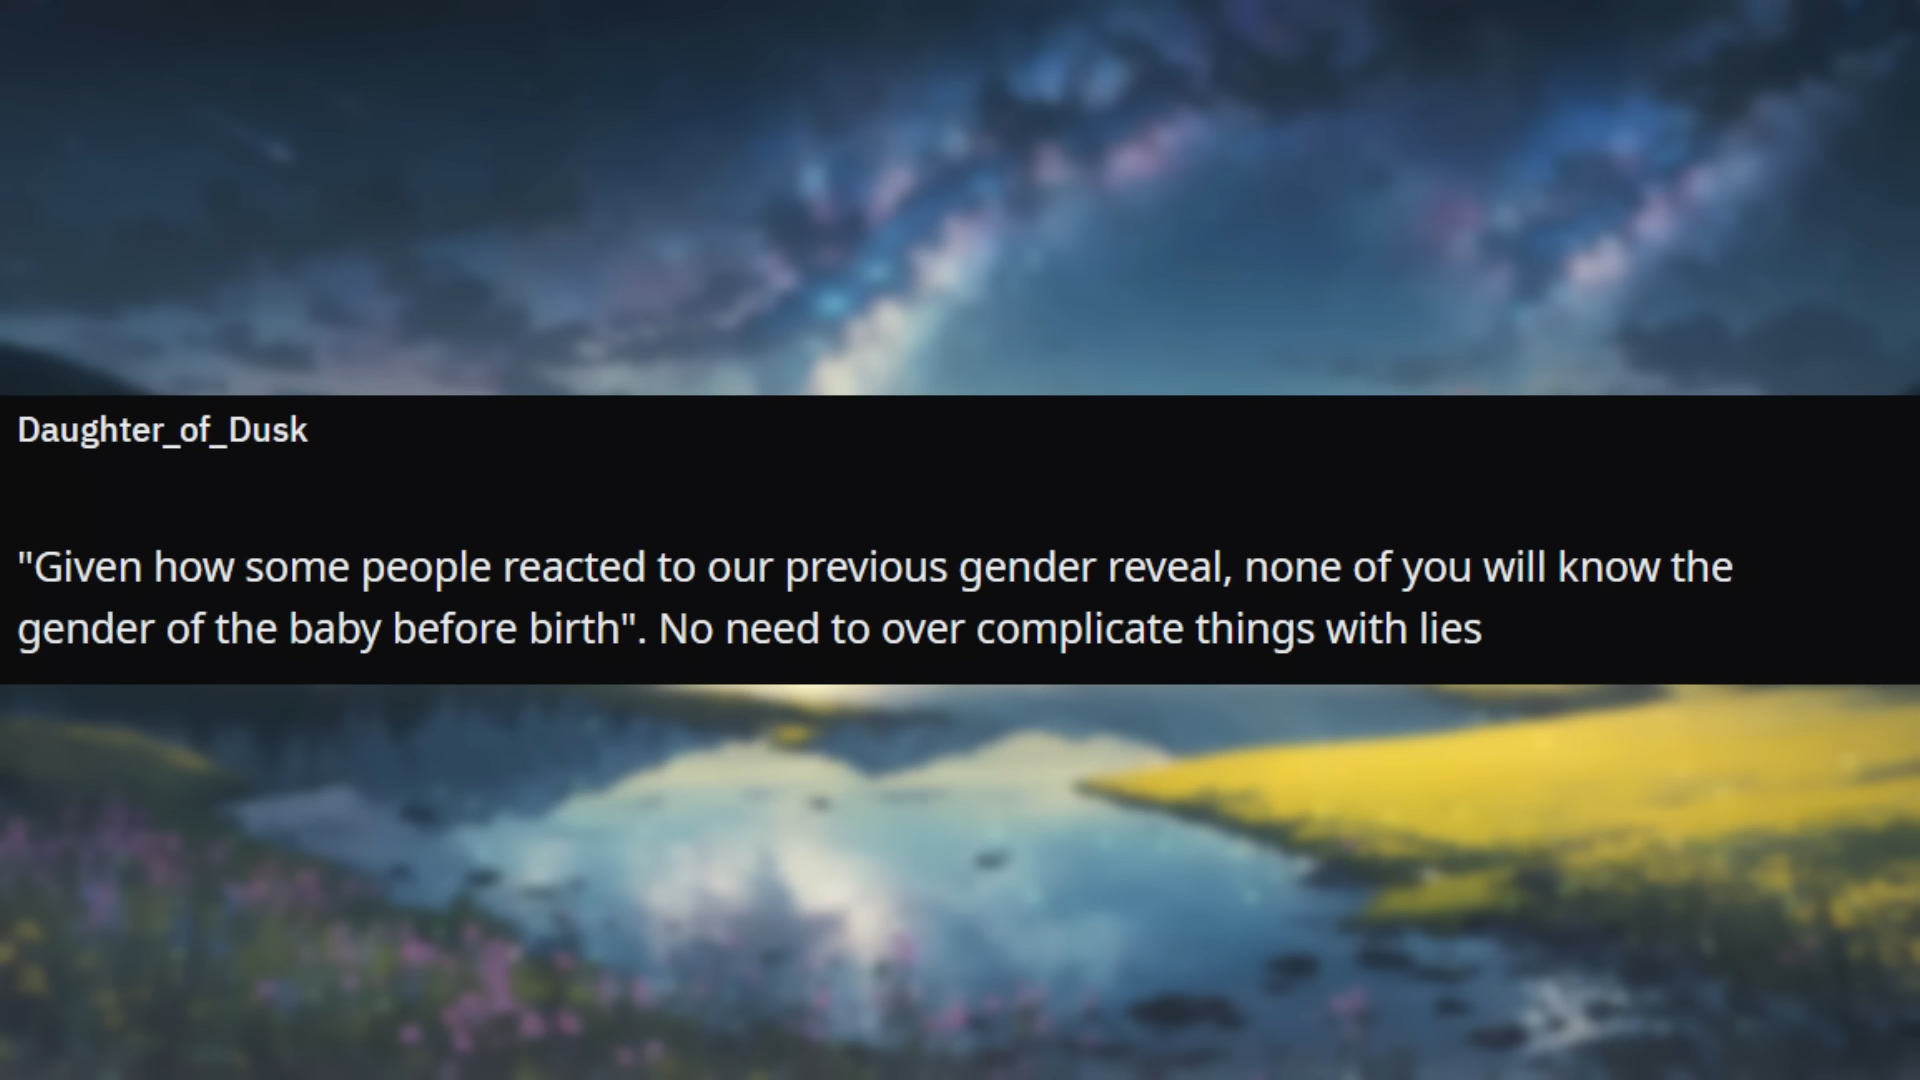 Daughter_of_Dusk
"Given how some people reacted to our previous gender reveal, none of you will know the
gender of the baby before birth". No need to over complicate things with lies